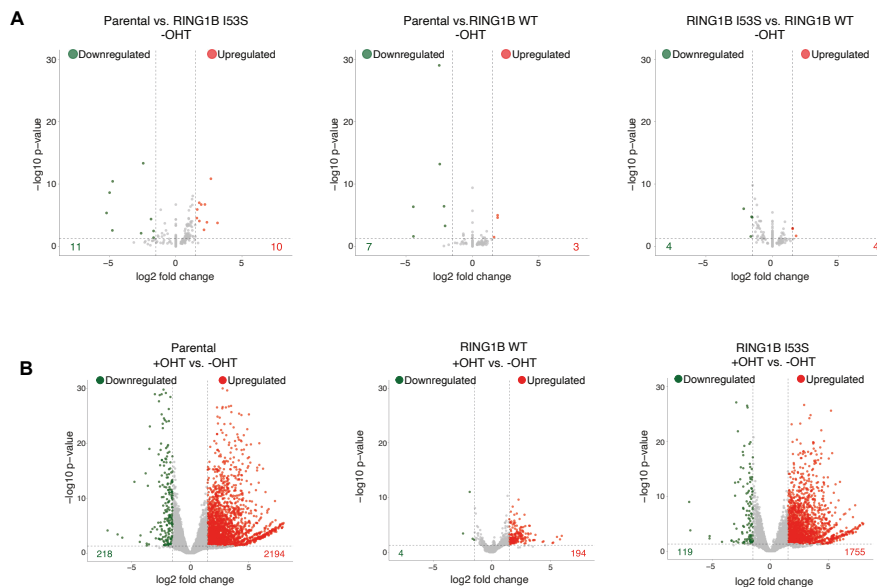 A
Parental vs. RING1B I53S
-OHT
Downregulated
Upregulated
30
20
10
0
−log10 p−value
11
10
−5
0
5
log2 fold change
Parental vs.RING1B WT
-OHT
Downregulated
Upregulated
30
20
10
0
−log10 p−value
7
3
−5
0
5
log2 fold change
RING1B I53S vs. RING1B WT
-OHT
Downregulated
Upregulated
30
20
10
0
−log10 p−value
4
4
−5
0
5
log2 fold change
B
Parental
+OHT vs. -OHT
Downregulated
Upregulated
30
20
10
0
−log10 p−value
218
2194
−5
0
5
log2 fold change
RING1B WT
+OHT vs. -OHT
Downregulated
Upregulated
30
20
10
0
−log10 p−value
4
194
−5
0
5
log2 fold change
RING1B I53S
+OHT vs. -OHT
Downregulated
Upregulated
30
20
10
0
−log10 p−value
119
1755
−5
0
5
log2 fold change